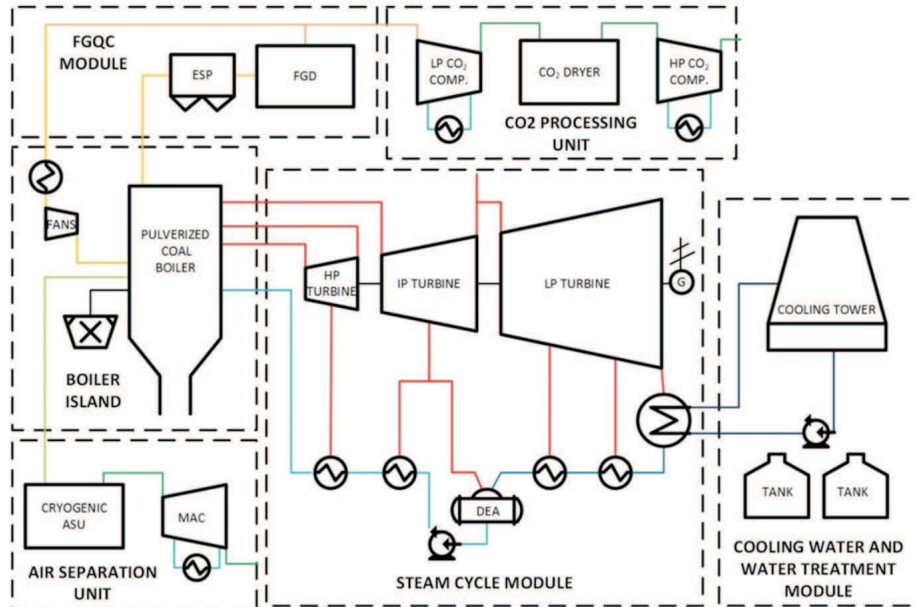 FGQC
MODULE
ESP
FGD
LP CO₂
COMP.
CO₂ DRYER
HP CO₂
COMP.
CO2 PROCESSING
UNIT
FANS
PULVERIZED
COAL
BOILER
BOILER
ISLAND
HP
TURBINE
IP TURBINE
LP TURBINE
G
COOLING TOWER
CRYOGENIC
ASU
MAC
AIR SEPARATION
UNIT
DEA
STEAM CYCLE MODULE
TANK
TANK
COOLING WATER AND
WATER TREATMENT
MODULE